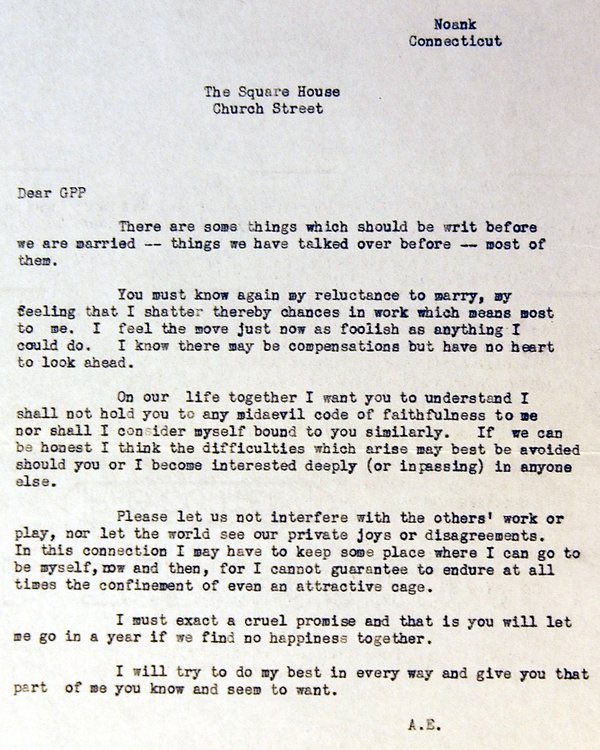 Noank
Connecticut
The Square House
Church Street
Dear GPP
There are some things which should be writ before
we are married -- things we have talked over before -- most of
them.
You must know again my reluctance to marry, my
feeling that I shatter thereby chances in work which means most
to me. I feel the move just now as foolish as anything I
could do. I know there may be compensations but have no heart
to look ahead.
On our life together I want you to understand I
shall not hold you to any midaevil code of faithfulness to me
nor shall I consider myself bound to you similarly. If we can
be honest I think the difficulties which arise may best be avoided
should you or I become interested deeply (or inpassing) in anyone
else.
Please let us not interfere with the others' work or
play, nor let the world see our private joys or disagreements.
In this connection I may have to keep some place where I can go to
be myself,now and then, for I cannot guarantee to endure at all
times the confinement of even an attractive cage.
I must exact a cruel promise and that is you will let
me go in a year if we find no happiness together.
I will try to do my best in every way and give you that
part of me you know and seem to want.
A.E.